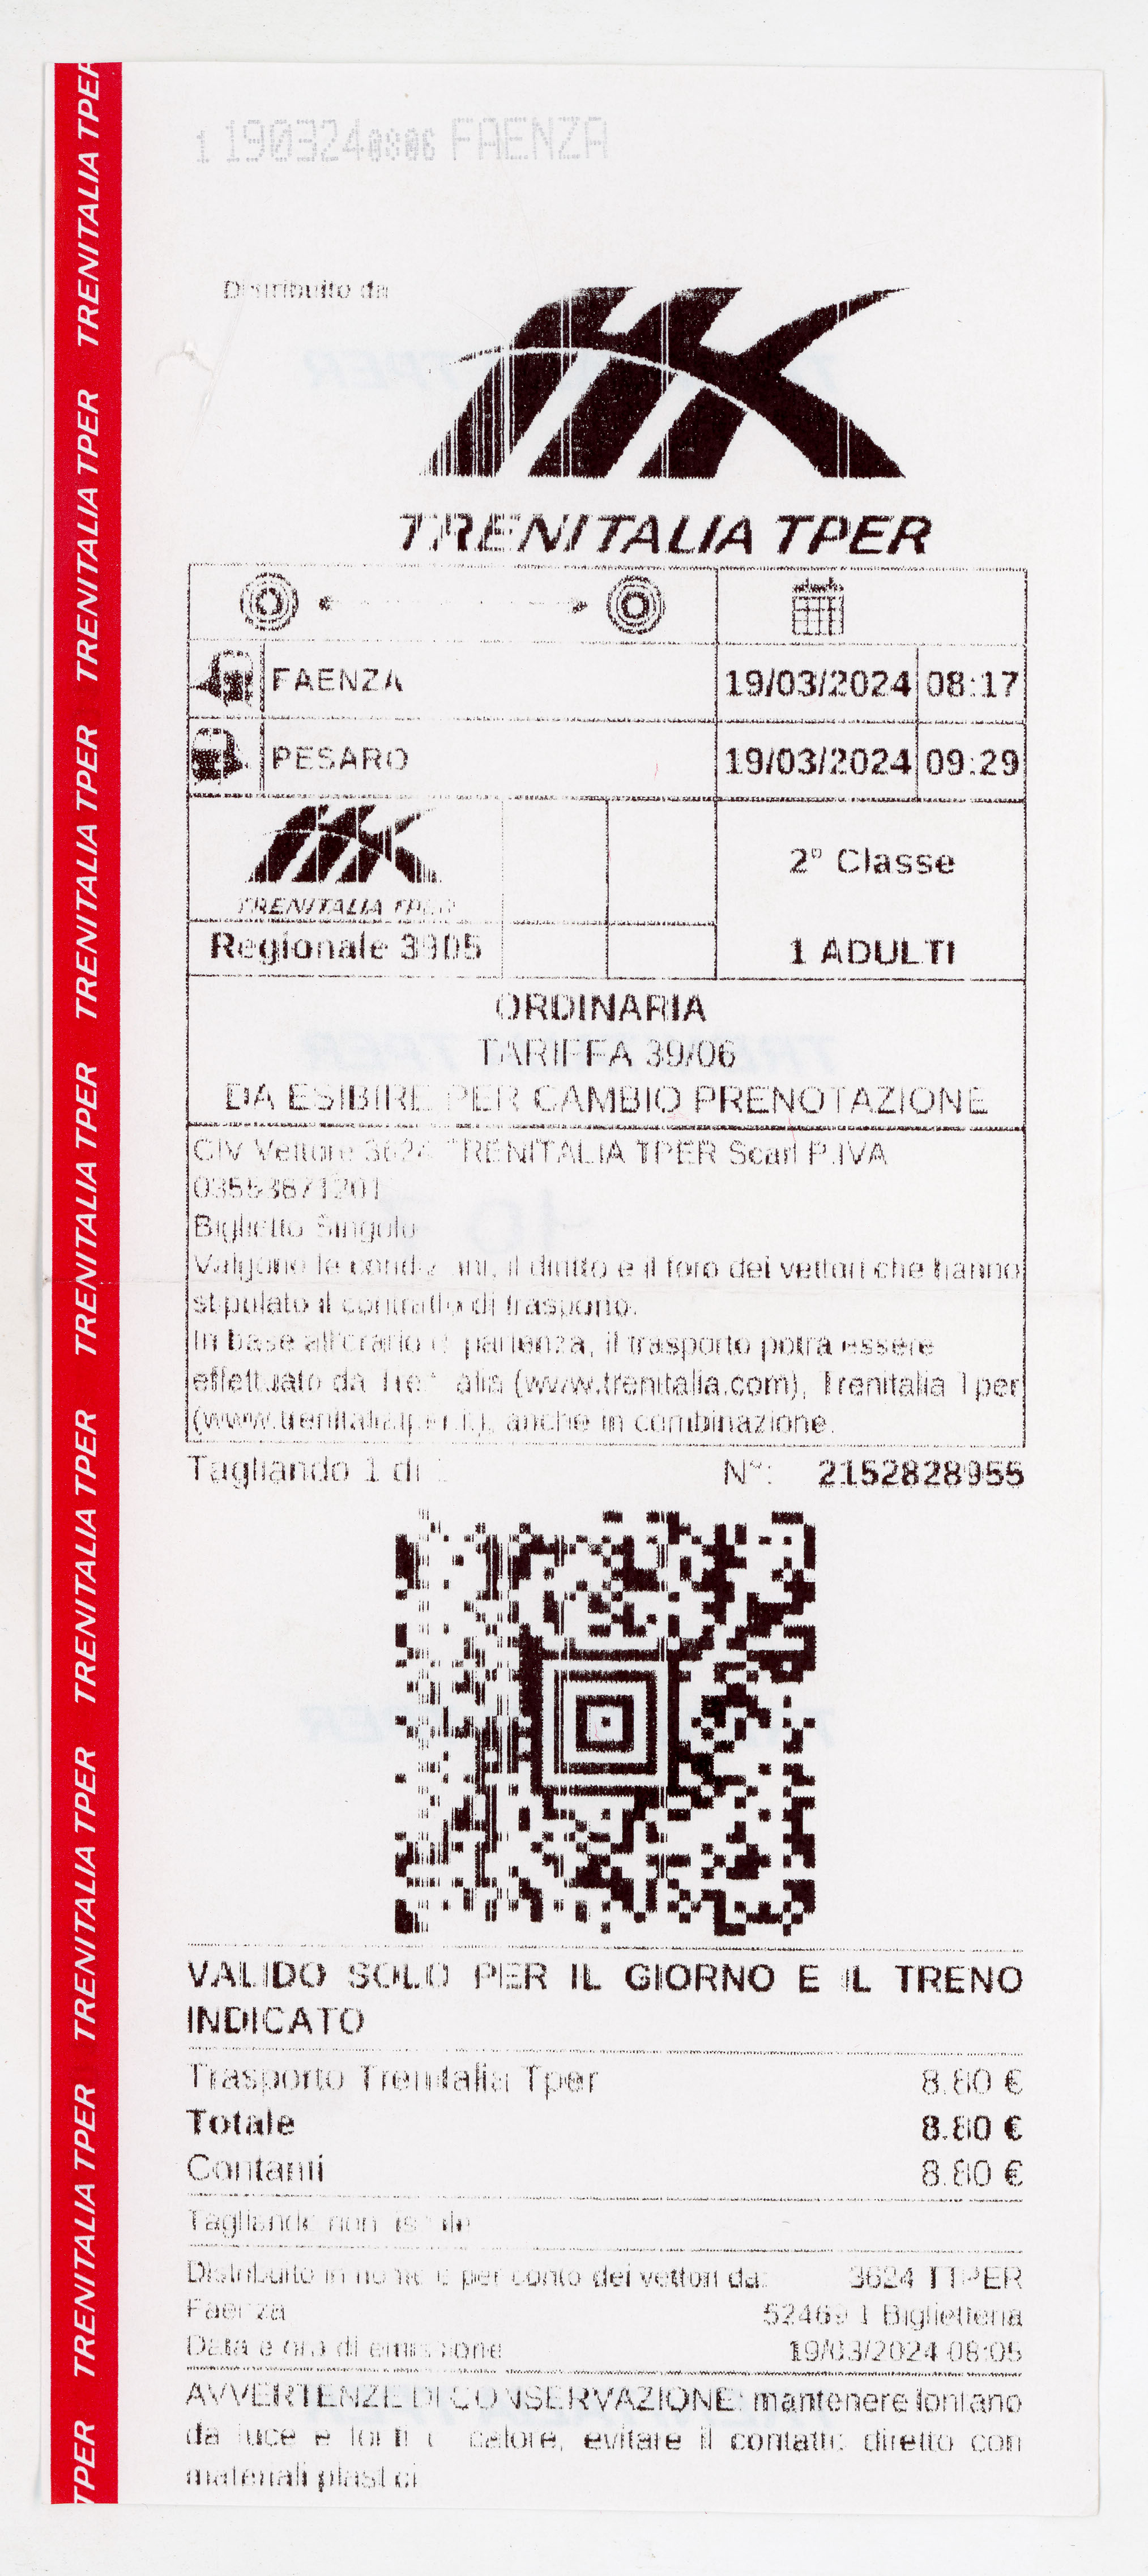 1 190324 0806 FAENZA
Distribuito da
TRENITALIA TPER
FAENZA 19/03/2024 08:17
PESARO 19/03/2024 09:29
TRENITALIA TPER
2° Classe
Regionale 3905
1 ADULTI
ORDINARIA
TARIFFA 39/06
DA ESIBIRE PER CAMBIO PRENOTAZIONE
CIV Vettore 3624 TRENITALIA TPER Scarl P.IVA
03553671201
Biglietto Singolo
Valgono le condizioni, il diritto e il foro dei vettori che hanno
stipulato il contratto di trasporto.
In base all'orario di partenza, il trasporto potrà essere
effettuato da Trenitalia (www.trenitalia.com), Trenitalia Tper
(www.trenitaliatper.it), anche in combinazione.
Tagliando 1 di N°: 2152828955
VALIDO SOLO PER IL GIORNO E IL TRENO
INDICATO
Trasporto Trenitalia Tper 8.80 €
Totale 8.80 €
Contanti 8.80 €
Tagliando non fiscale
Distribuito in nome e per conto dei vettori da: 3624 TTPER
Faenza 52469 1 Biglietteria
Data e ora di emissione 19/03/2024 08:05
AVVERTENZE DI CONSERVAZIONE: mantenere lontano
da luce e fonti di calore, evitare il contatto diretto con
materiali plastici
TRENITALIA TPER TRENITALIA TPER TRENITALIA TPER TRENITALIA TPER TRENITALIA TPER TRENITALIA TPER TRENITALIA TPER TPER